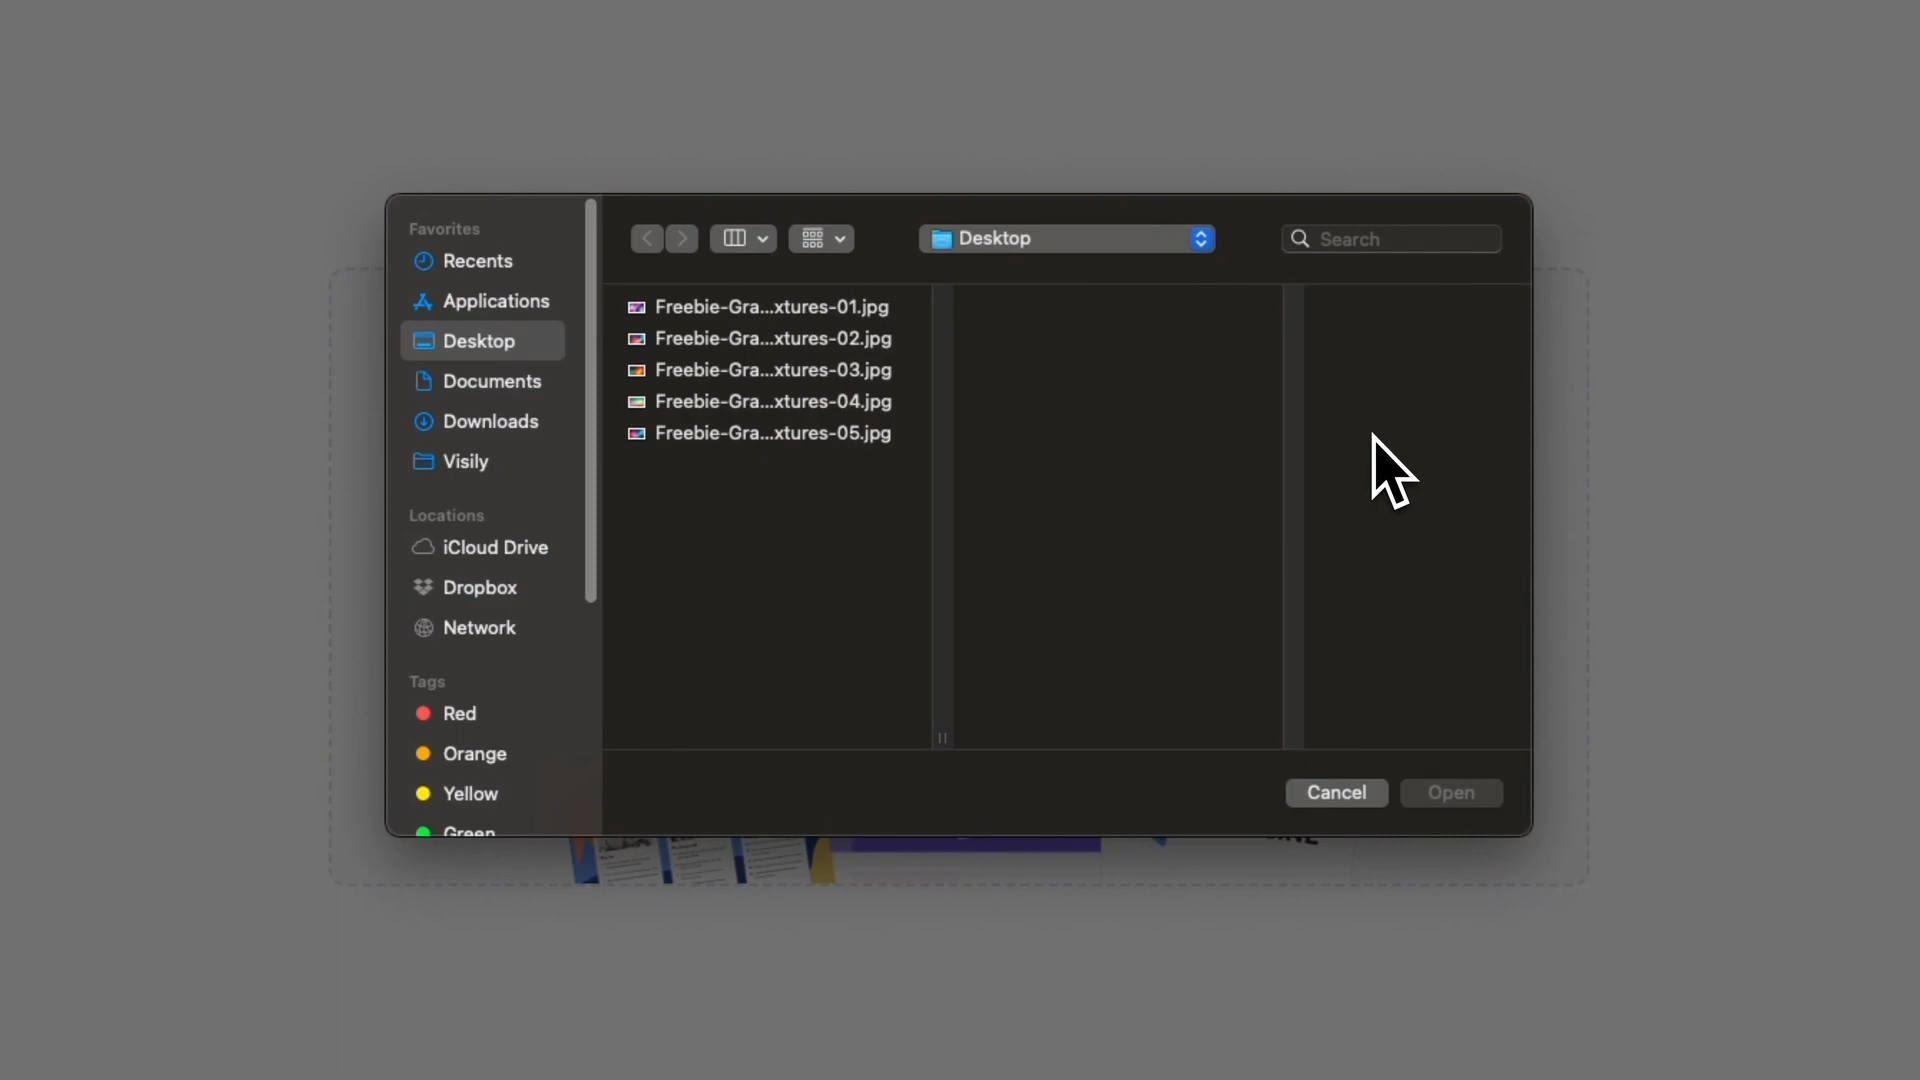 Favorites
Recents
Applications
Desktop
Documents
Downloads
Visily
Locations
iCloud Drive
Dropbox
Network
Tags
Red
Orange
Yellow
Green
Desktop
Search
Freebie-Gra...xtures-01.jpg
Freebie-Gra...xtures-02.jpg
Freebie-Gra...xtures-03.jpg
Freebie-Gra...xtures-04.jpg
Freebie-Gra...xtures-05.jpg
Cancel
Open